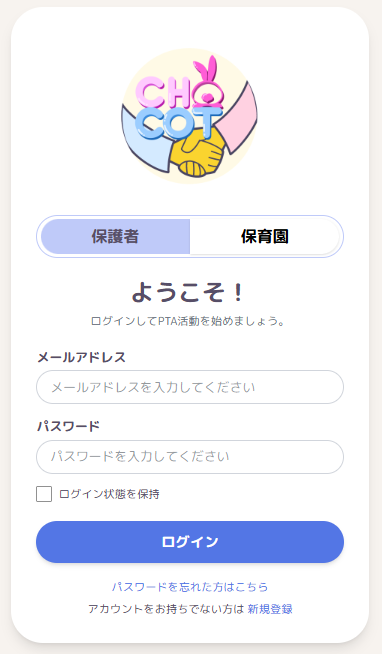 CHO
COT
保護者
保育園
ようこそ！
ログインしてPTA活動を始めましょう。
メールアドレス
メールアドレスを入力してください
パスワード
パスワードを入力してください
ログイン状態を保持
ログイン
パスワードを忘れた方はこちら
アカウントをお持ちでない方は 新規登録